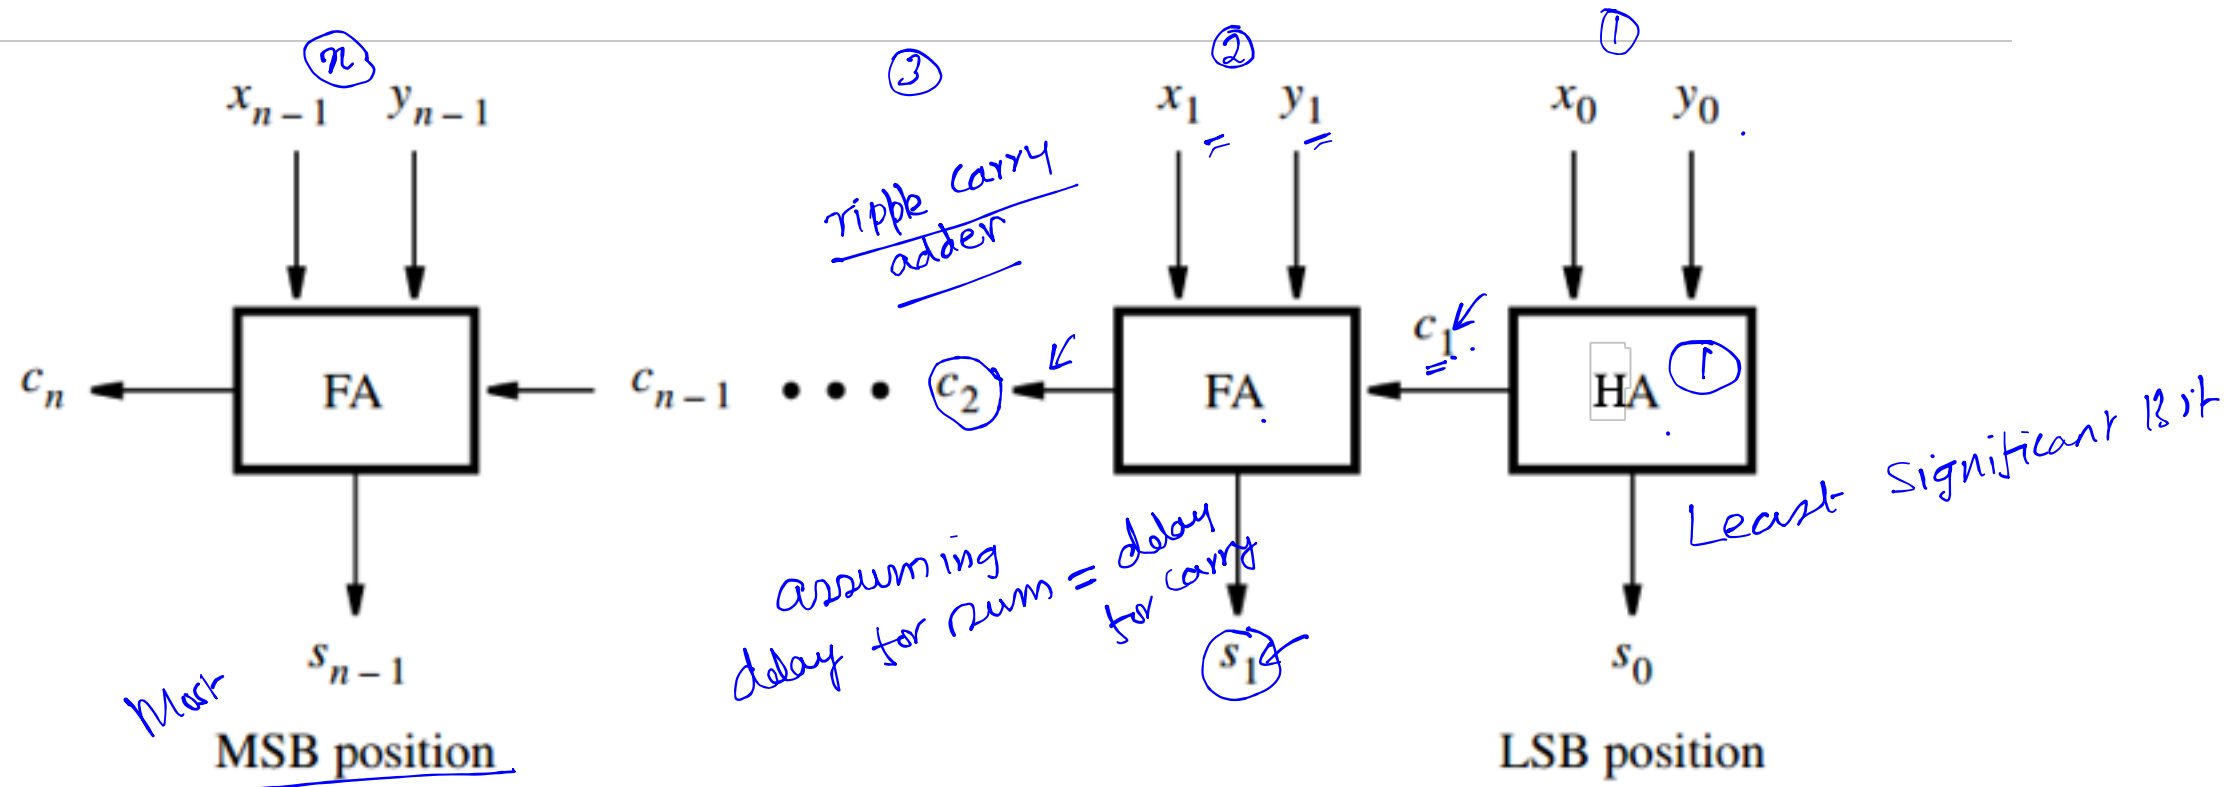 n 3 2 1
x_{n-1} y_{n-1} x_1 y_1 x_0 y_0
ripple carry
adder
c_n FA c_{n-1} • • • c_2 FA c_1 HA 1
Least Significant Bit
assuming
delay for sum = delay
for carry
s_{n-1} s_1 s_0
Most
MSB position LSB position